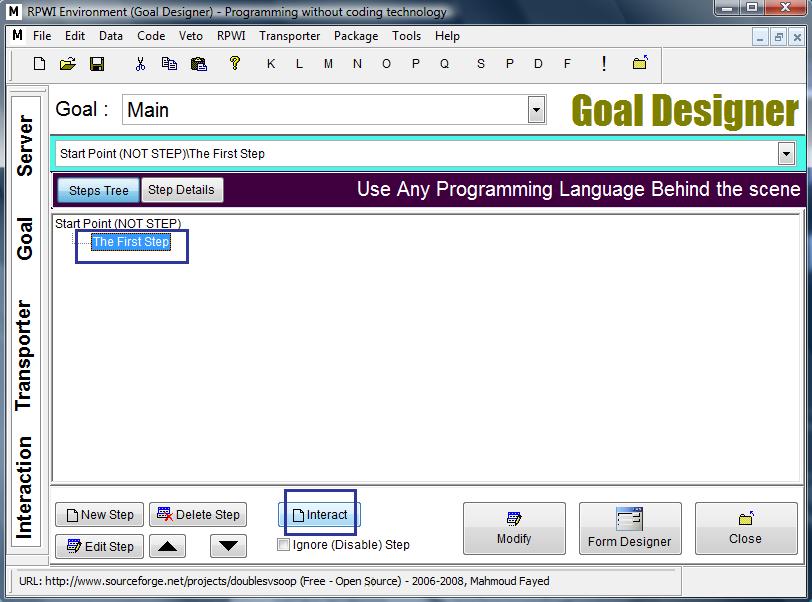 M RPWI Environment (Goal Designer) - Programming without coding technology
M File Edit Data Code Veto RPWI Transporter Package Tools Help
? K L M N O P Q S P D F !
Goal : Main
Goal Designer
Start Point (NOT STEP)\The First Step
Steps Tree Step Details Use Any Programming Language Behind the scene
Start Point (NOT STEP)
The First Step
Server
Goal
Transporter
Interaction
New Step Delete Step Interact
Edit Step Ignore (Disable) Step
Modify Form Designer Close
URL: http://www.sourceforge.net/projects/doublesvsoop (Free - Open Source) - 2006-2008, Mahmoud Fayed